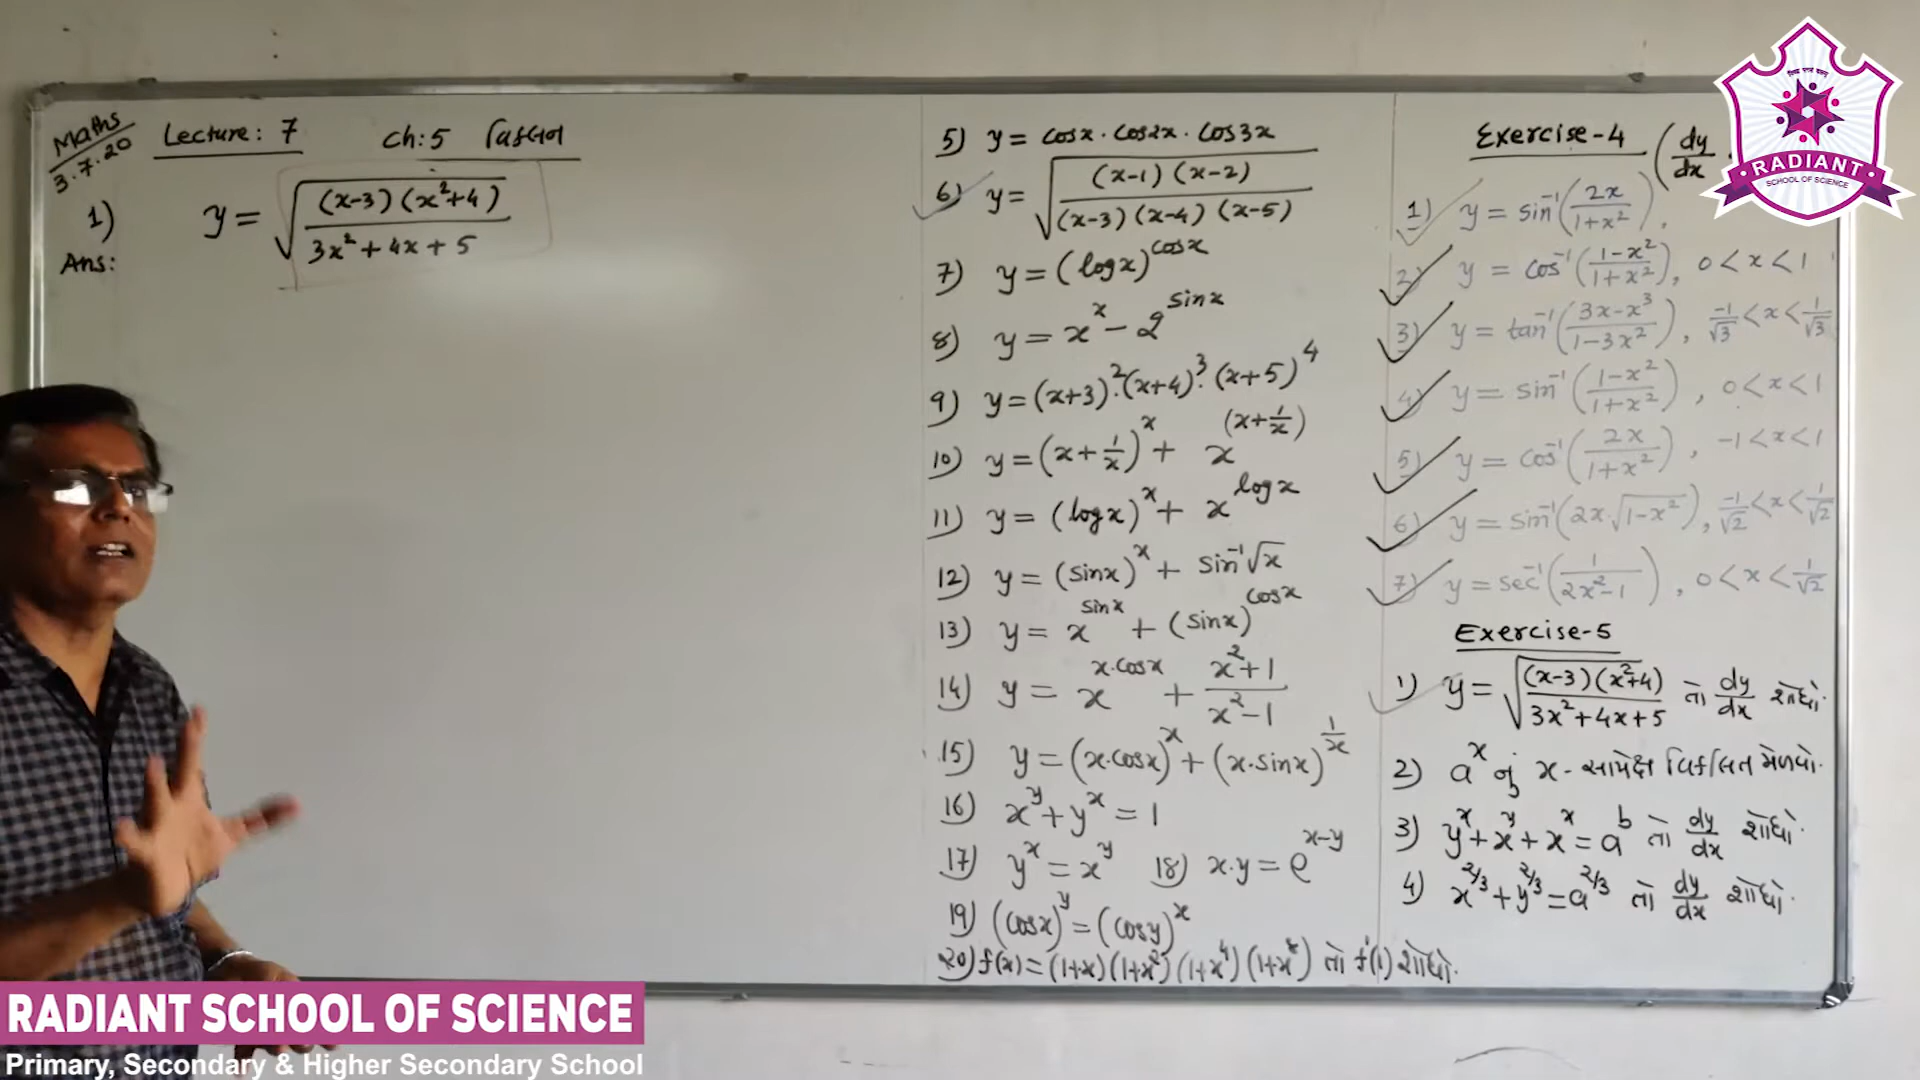 Maths
3.7.20
Lecture: 7
Ch:5 વિકલન
1) y = √((x-3)(x²+4) / 3x²+4x+5)
Ans:
5) y = cosx · cos2x · cos3x
6) y = √((x-1)(x-2) / (x-3)(x-4)(x-5))
7) y = (logx)^cosx
8) y = x^x - 2^sinx
9) y = (x+3)²·(x+4)³·(x+5)⁴
10) y = (x+1/x)^x + x^(x+1/x)
11) y = (logx)^x + x^logx
12) y = (sinx)^x + sin⁻¹√x
13) y = x^sinx + (sinx)^cosx
14) y = x^x·cosx + x²+1 / x²-1
15) y = (x·cosx)^x + (x·sinx)^1/x
16) x^y + y^x = 1
17) y^x = x^y 18) x·y = e^x-y
19) (cosx)^y = (cosy)^x
20) f(x) = (1+x)(1+x²)(1+x⁴)(1+x⁸) તો f'(1) શોધો.
Exercise-4 (dy/dx
1) y = sin⁻¹(2x/1+x²),
2) y = cos⁻¹(1-x²/1+x²), 0<x<1
3) y = tan⁻¹(3x-x³/1-3x²), -1/√3<x<1/√3
4) y = sin⁻¹(1-x²/1+x²), 0<x<1
5) y = cos⁻¹(2x/1+x²), -1<x<1
6) y = sin⁻¹(2x·√1-x²), -1/√2<x<1/√2
7) y = sec⁻¹(1/2x²-1), 0<x<1/√2
Exercise-5
1) y = √((x-3)(x²+4) / 3x²+4x+5) તો dy/dx શોધો.
2) a^x નું x-સાપેક્ષ વિકલિત મેળવો.
3) y^x + x^y + x^x = a^b તો dy/dx શોધો.
4) x^2/3 + y^2/3 = a^2/3 તો dy/dx શોધો.
RADIANT
SCHOOL OF SCIENCE
RADIANT SCHOOL OF SCIENCE
Primary, Secondary & Higher Secondary School